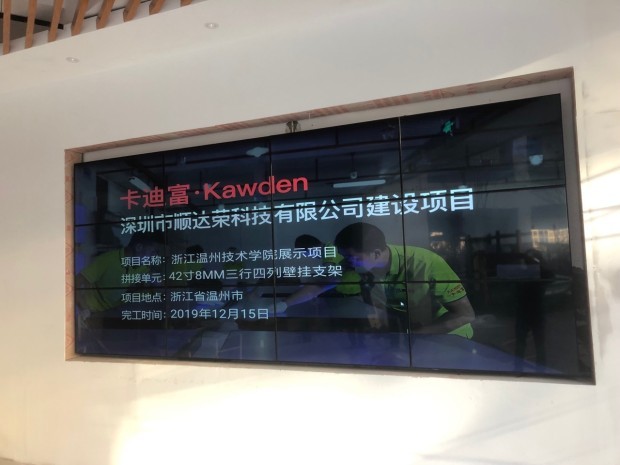 卡迪富·Kawden
深圳市顺达荣科技有限公司建设项目
项目名称：浙江温州技术学院展示项目
拼接单元：42寸8MM三行四列壁挂支架
项目地点：浙江省温州市
完工时间：2019年12月15日